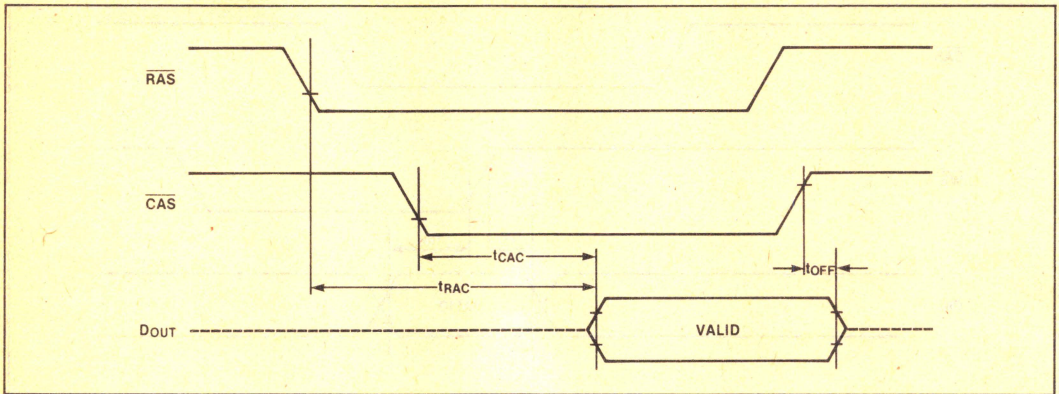 RAS
CAS
tCAC
tOFF
tRAC
DOUT
VALID